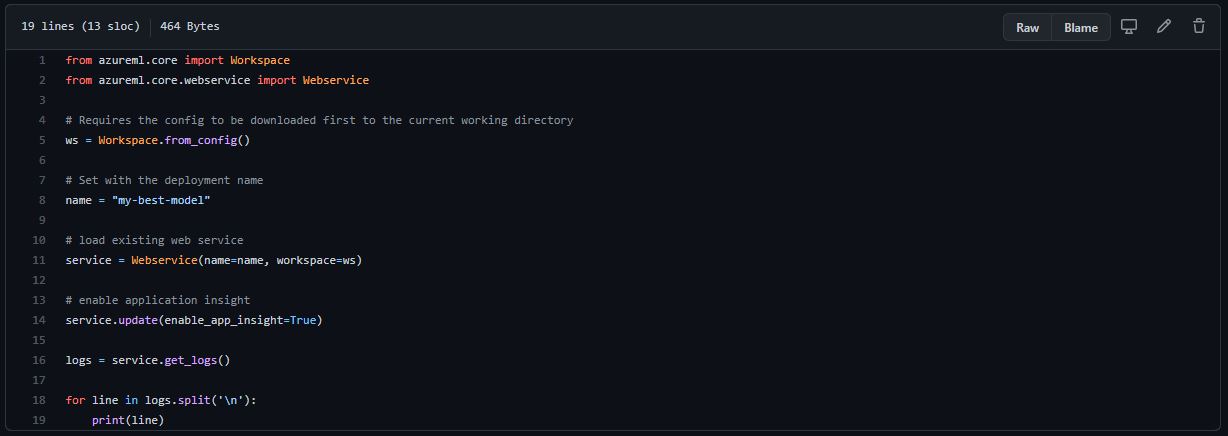 19 lines (13 sloc) 464 Bytes Raw Blame
1 from azureml.core import Workspace
2 from azureml.core.webservice import Webservice
3
4 # Requires the config to be downloaded first to the current working directory
5 ws = Workspace.from_config()
6
7 # Set with the deployment name
8 name = "my-best-model"
9
10 # load existing web service
11 service = Webservice(name=name, workspace=ws)
12
13 # enable application insight
14 service.update(enable_app_insight=True)
15
16 logs = service.get_logs()
17
18 for line in logs.split('\n'):
19     print(line)